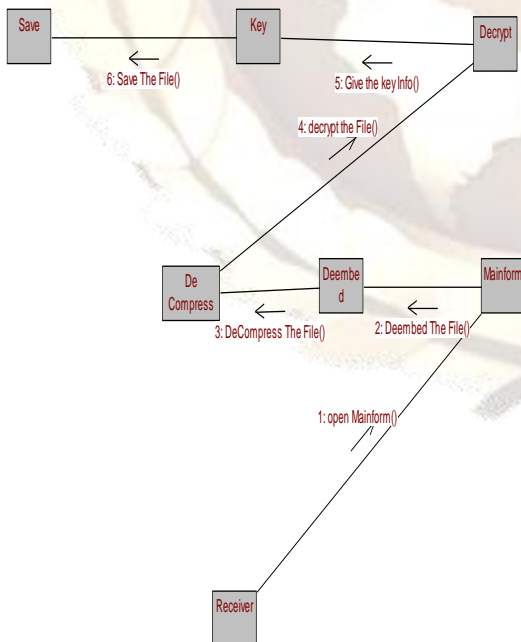 Save
Key
Decrypt
6: Save The File()
5: Give the key Info()
4: decrypt the File()
De
Compress
Deembe
d
Mainform
3: DeCompress The File()
2: Deembed The File()
1: open Mainform()
Receiver